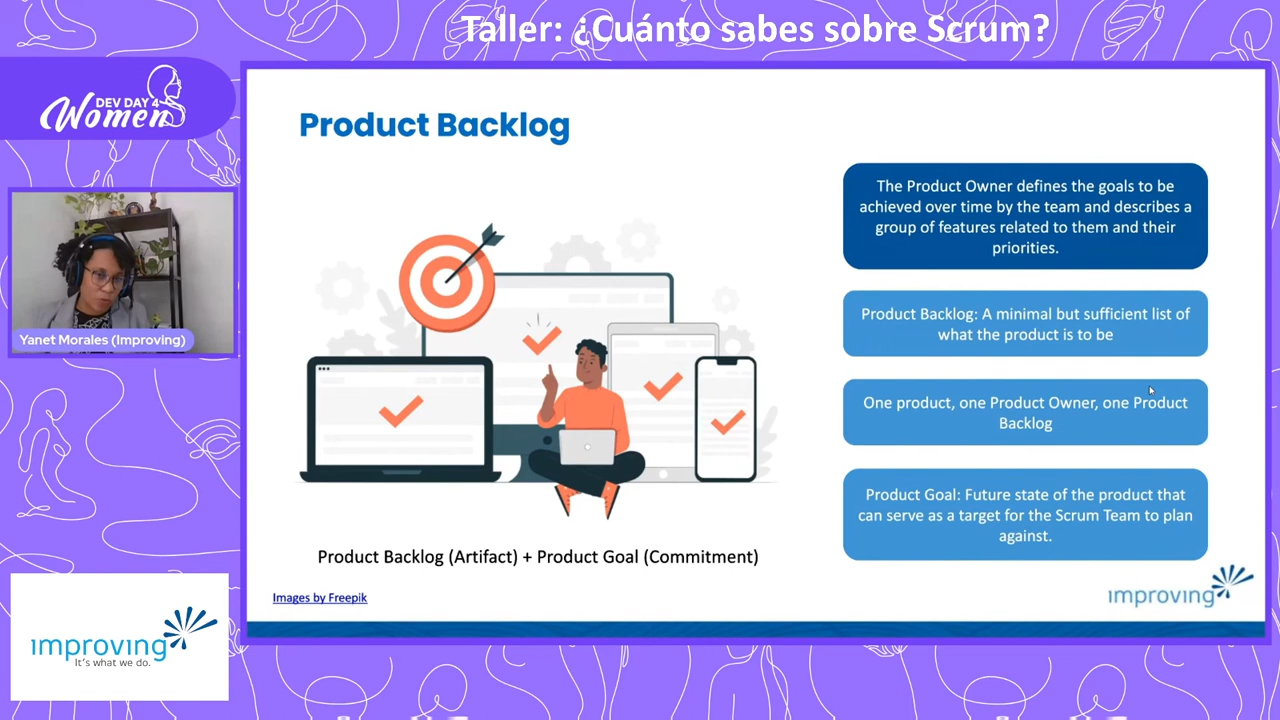 Taller: ¿Cuánto sabes sobre Scrum?
DEV DAY 4
Women
Yanet Morales (Improving)
improving
It's what we do.
Product Backlog
Product Backlog (Artifact) + Product Goal (Commitment)
Images by Freepik
The Product Owner defines the goals to be
achieved over time by the team and describes a
group of features related to them and their
priorities.
Product Backlog: A minimal but sufficient list of
what the product is to be
One product, one Product Owner, one Product
Backlog
Product Goal: Future state of the product that
can serve as a target for the Scrum Team to plan
against.
improving